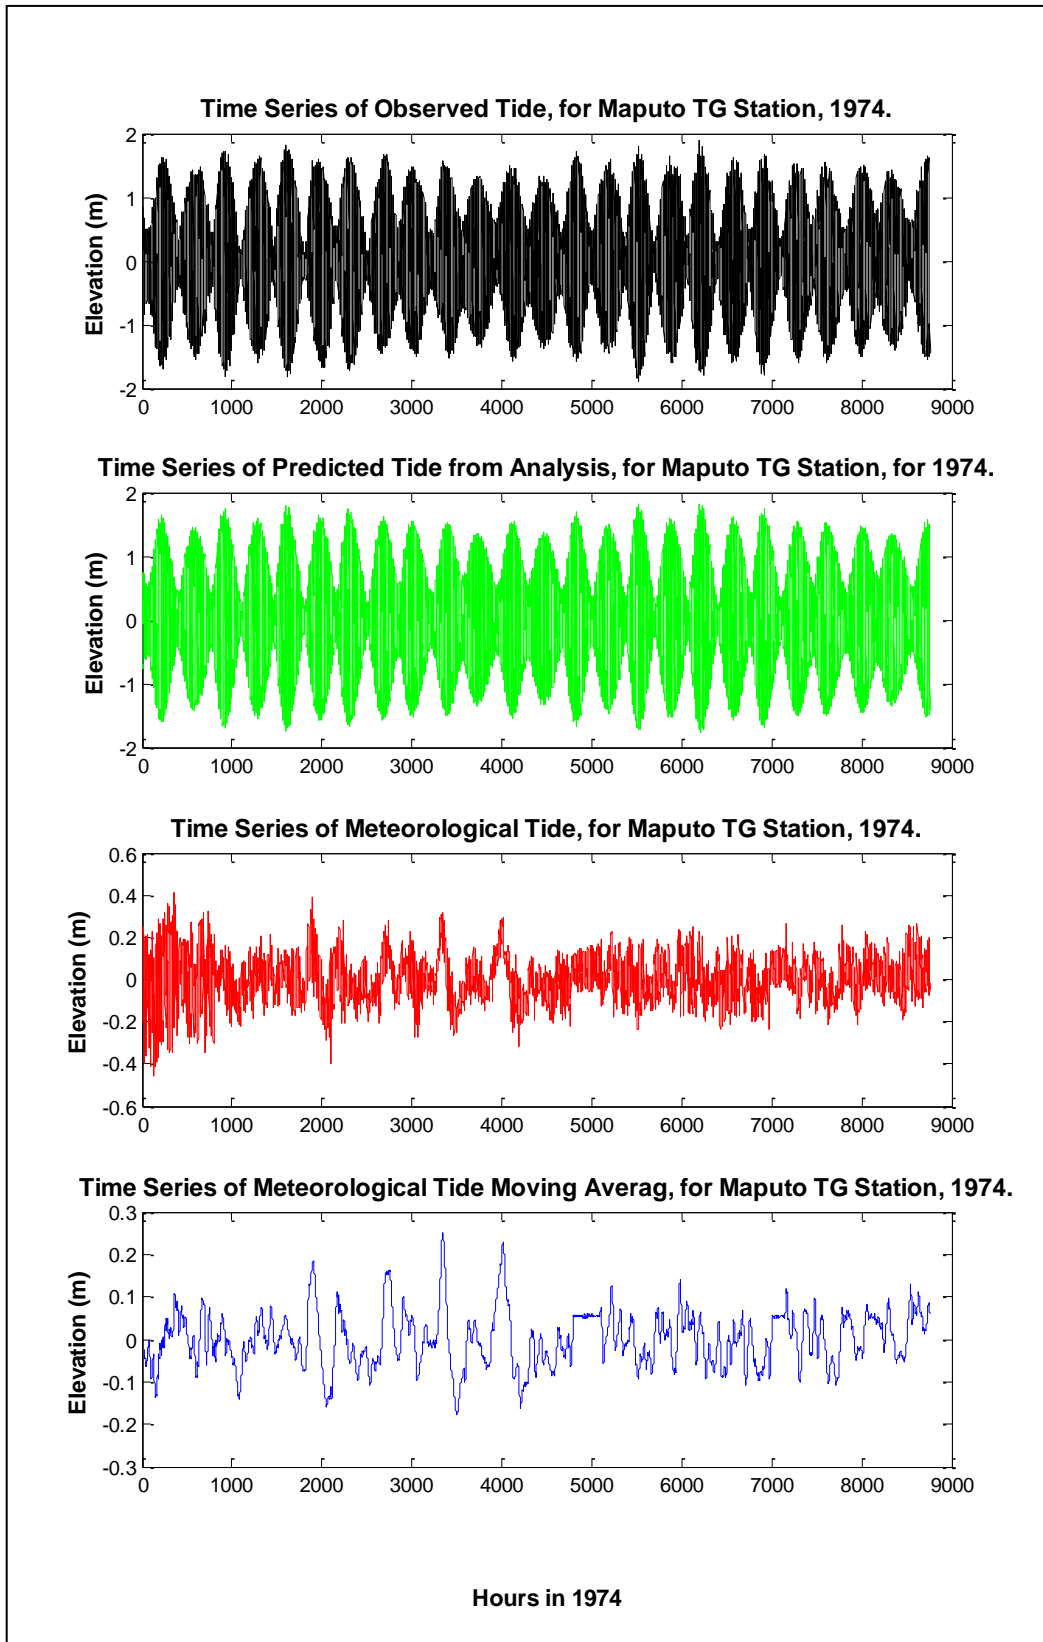 Time Series of Observed Tide, for Maputo TG Station, 1974.
2
1
0
-1
-2
Elevation (m)
0 1000 2000 3000 4000 5000 6000 7000 8000 9000
Time Series of Predicted Tide from Analysis, for Maputo TG Station, for 1974.
2
1
0
-1
-2
Elevation (m)
0 1000 2000 3000 4000 5000 6000 7000 8000 9000
Time Series of Meteorological Tide, for Maputo TG Station, 1974.
0.6
0.4
0.2
0
-0.2
-0.4
-0.6
Elevation (m)
0 1000 2000 3000 4000 5000 6000 7000 8000 9000
Time Series of Meteorological Tide Moving Averag, for Maputo TG Station, 1974.
0.3
0.2
0.1
0
-0.1
-0.2
-0.3
Elevation (m)
0 1000 2000 3000 4000 5000 6000 7000 8000 9000
Hours in 1974